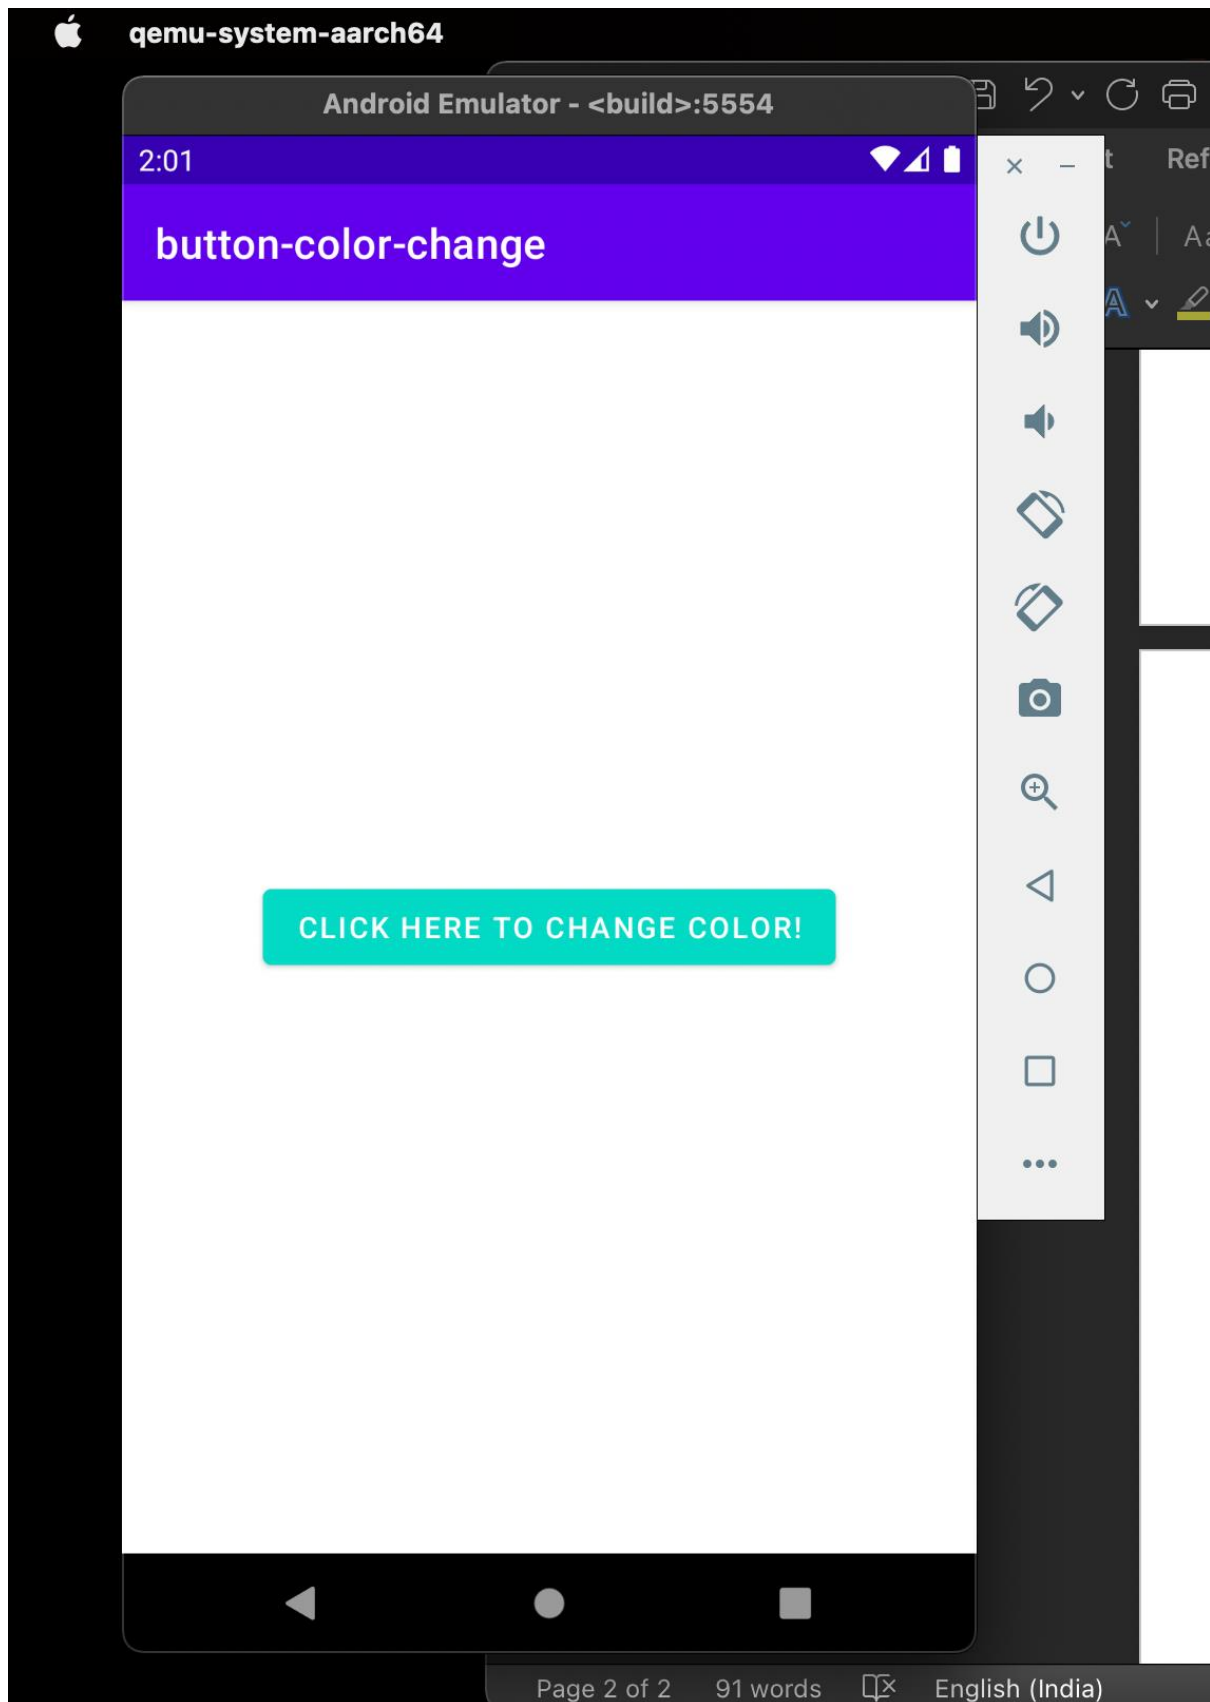 qemu-system-aarch64
Android Emulator - <build>:5554
2:01
t Ref
A Aa
A
button-color-change
CLICK HERE TO CHANGE COLOR!
Page 2 of 2 91 words English (India)